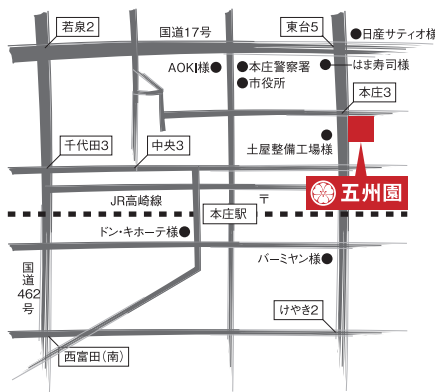 若泉2
国道17号
東台5
日産サティオ様
AOKI様
本庄警察署
市役所
はま寿司様
本庄3
千代田3
中央3
土屋整備工場様
五州園
JR高崎線
本庄駅
〒
ドン・キホーテ様
バーミヤン様
国道462号
けやき2
西富田(南)